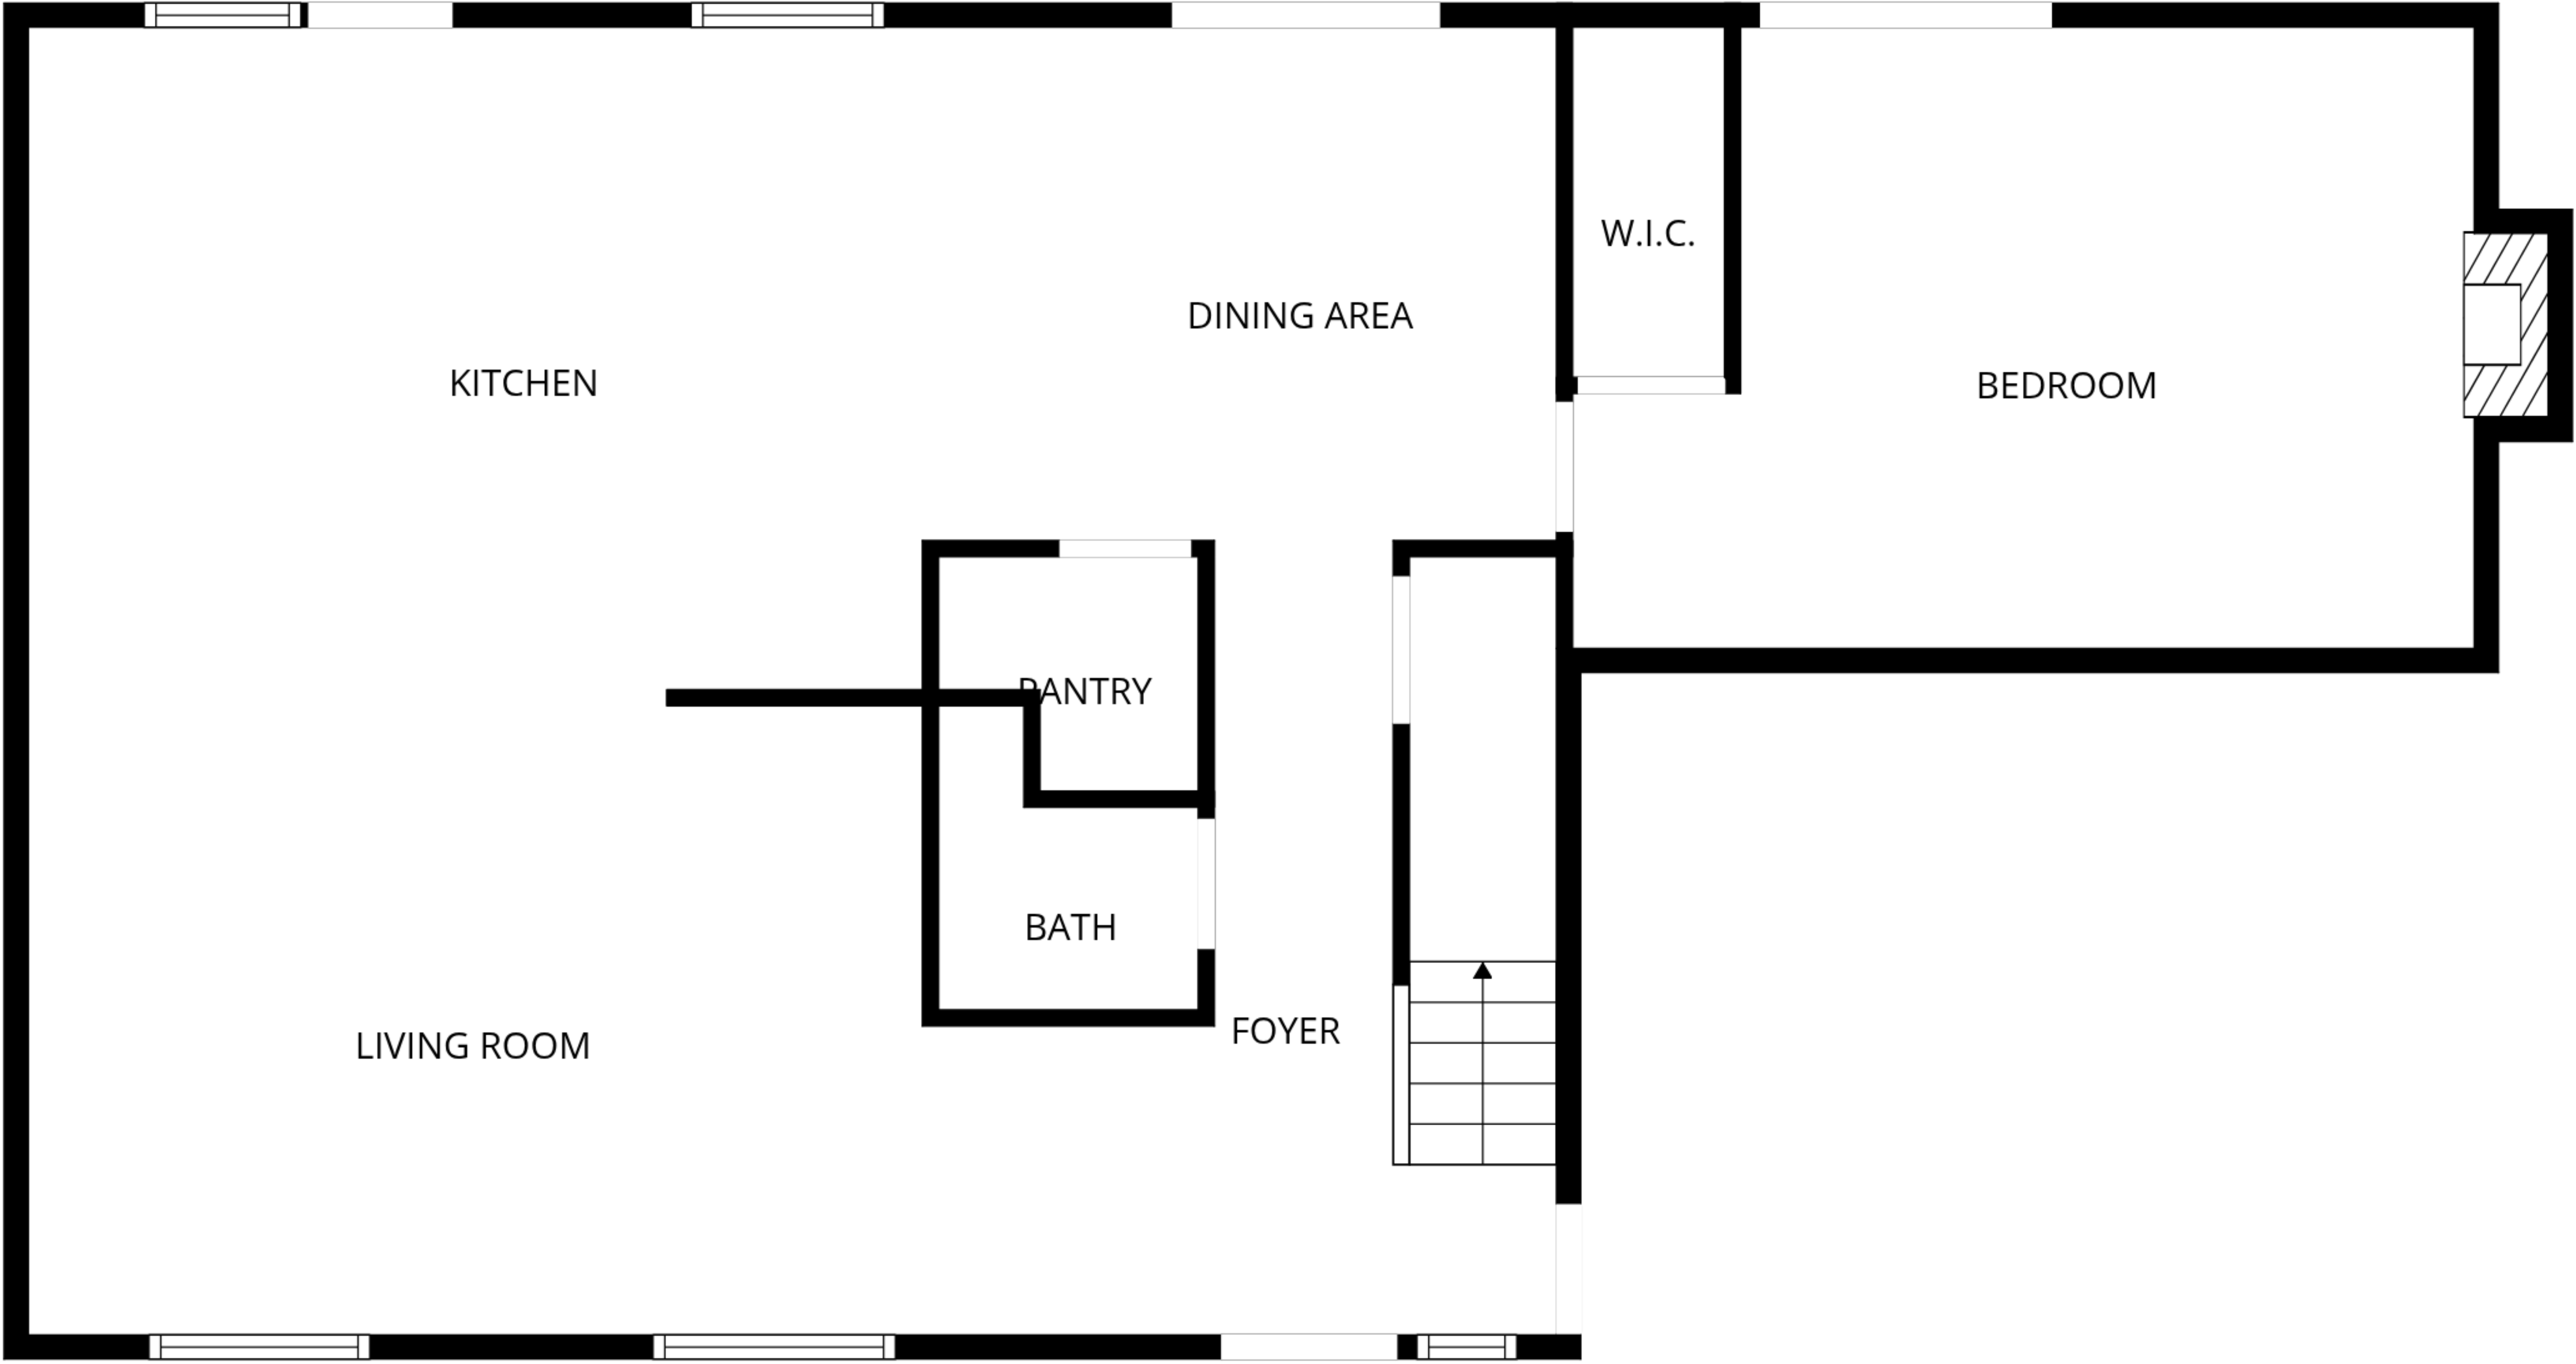 W.I.C.
DINING AREA
KITCHEN
BEDROOM
PANTRY
BATH
FOYER
LIVING ROOM